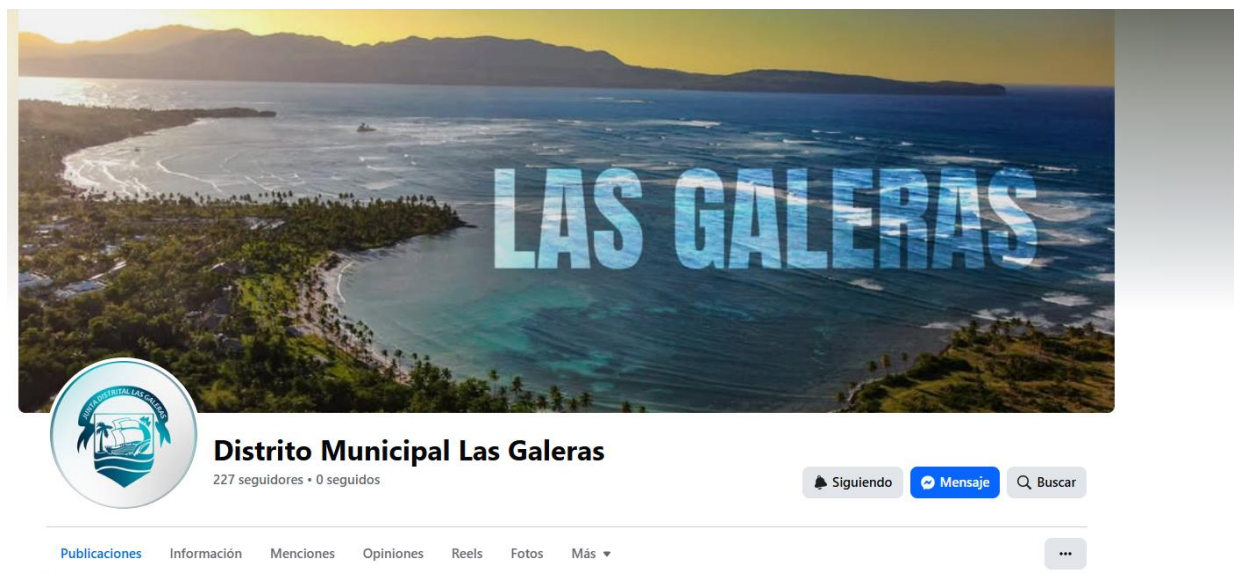 LAS GALERAS
JUNTA DISTRITAL LAS GALERAS
Distrito Municipal Las Galeras
227 seguidores • 0 seguidos
Siguiendo
Mensaje
Buscar
Publicaciones
Información
Menciones
Opiniones
Reels
Fotos
Más